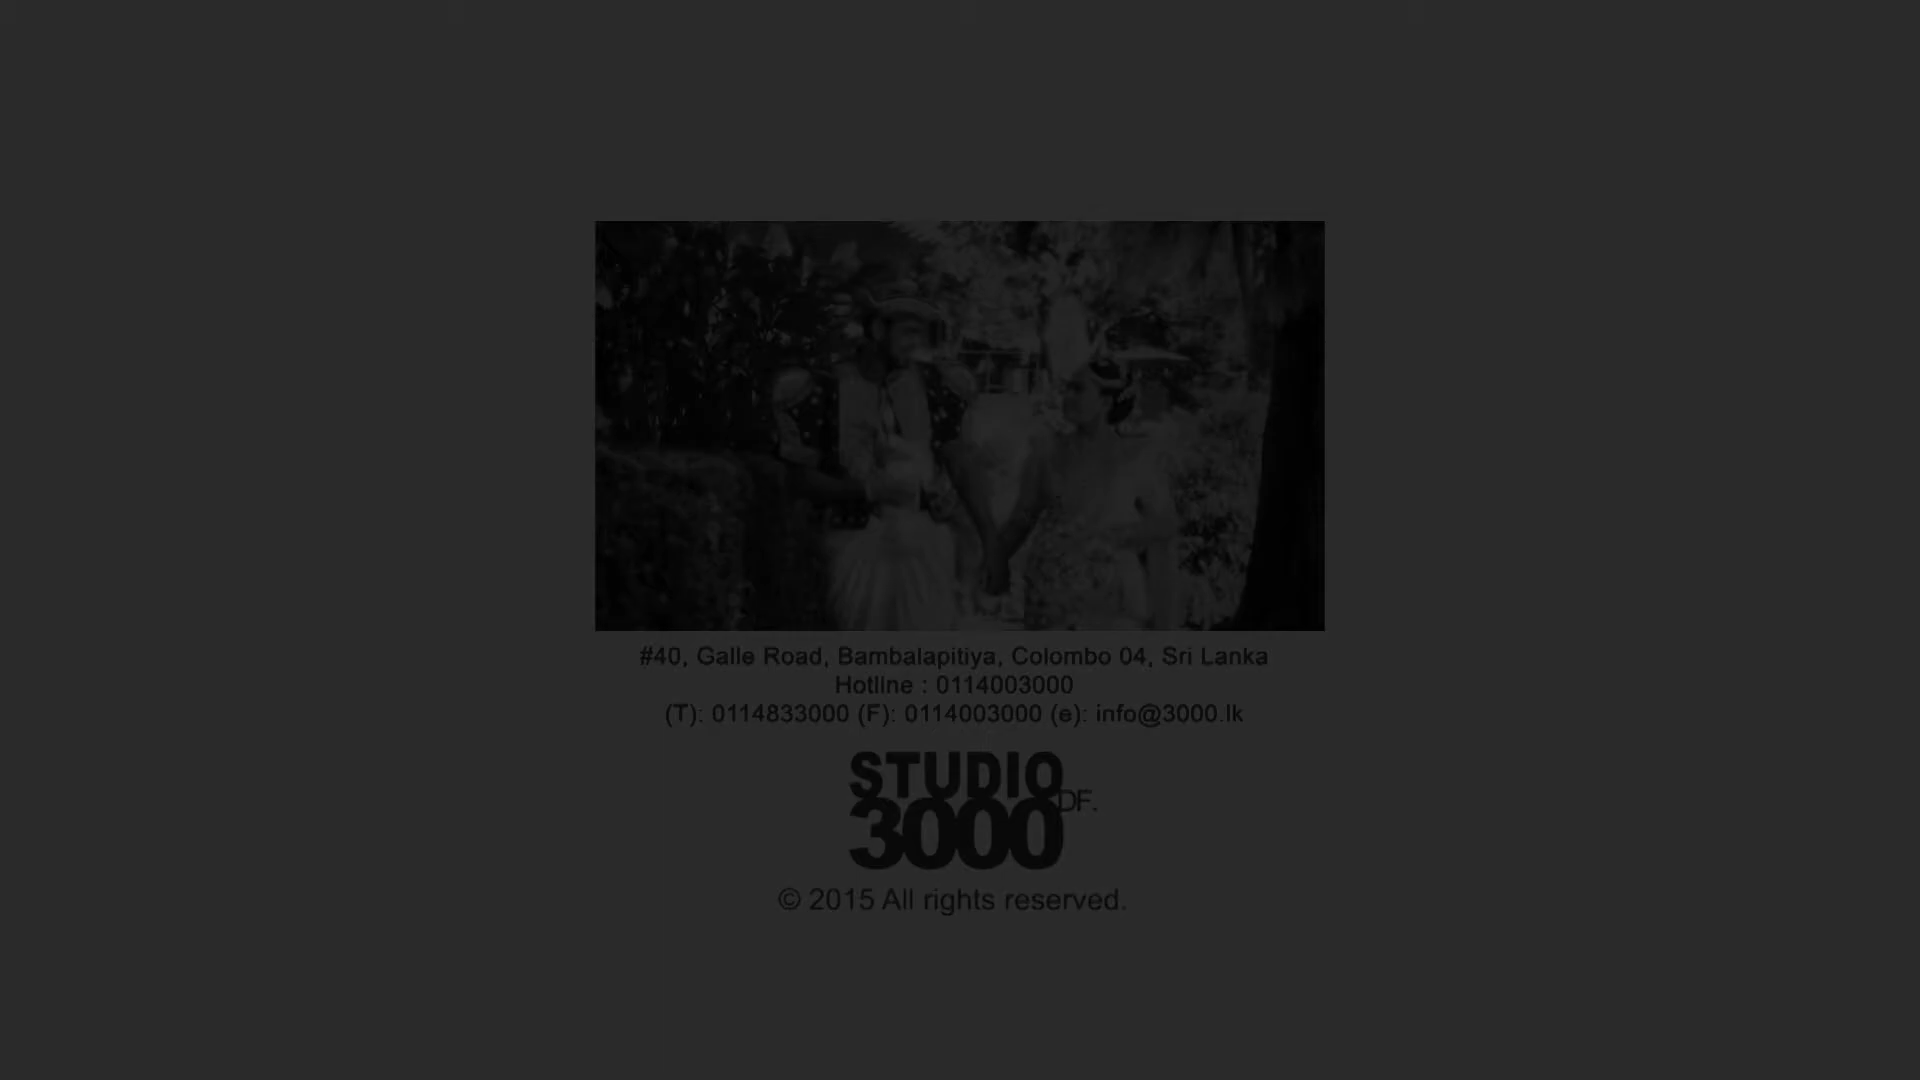 #40, Galle Road, Bambalapitiya, Colombo 04, Sri Lanka
Hotline : 0114003000
(T): 0114833000 (F): 0114003000 (e): info@3000.lk
STUDIO
3000 DF.
© 2015 All rights reserved.